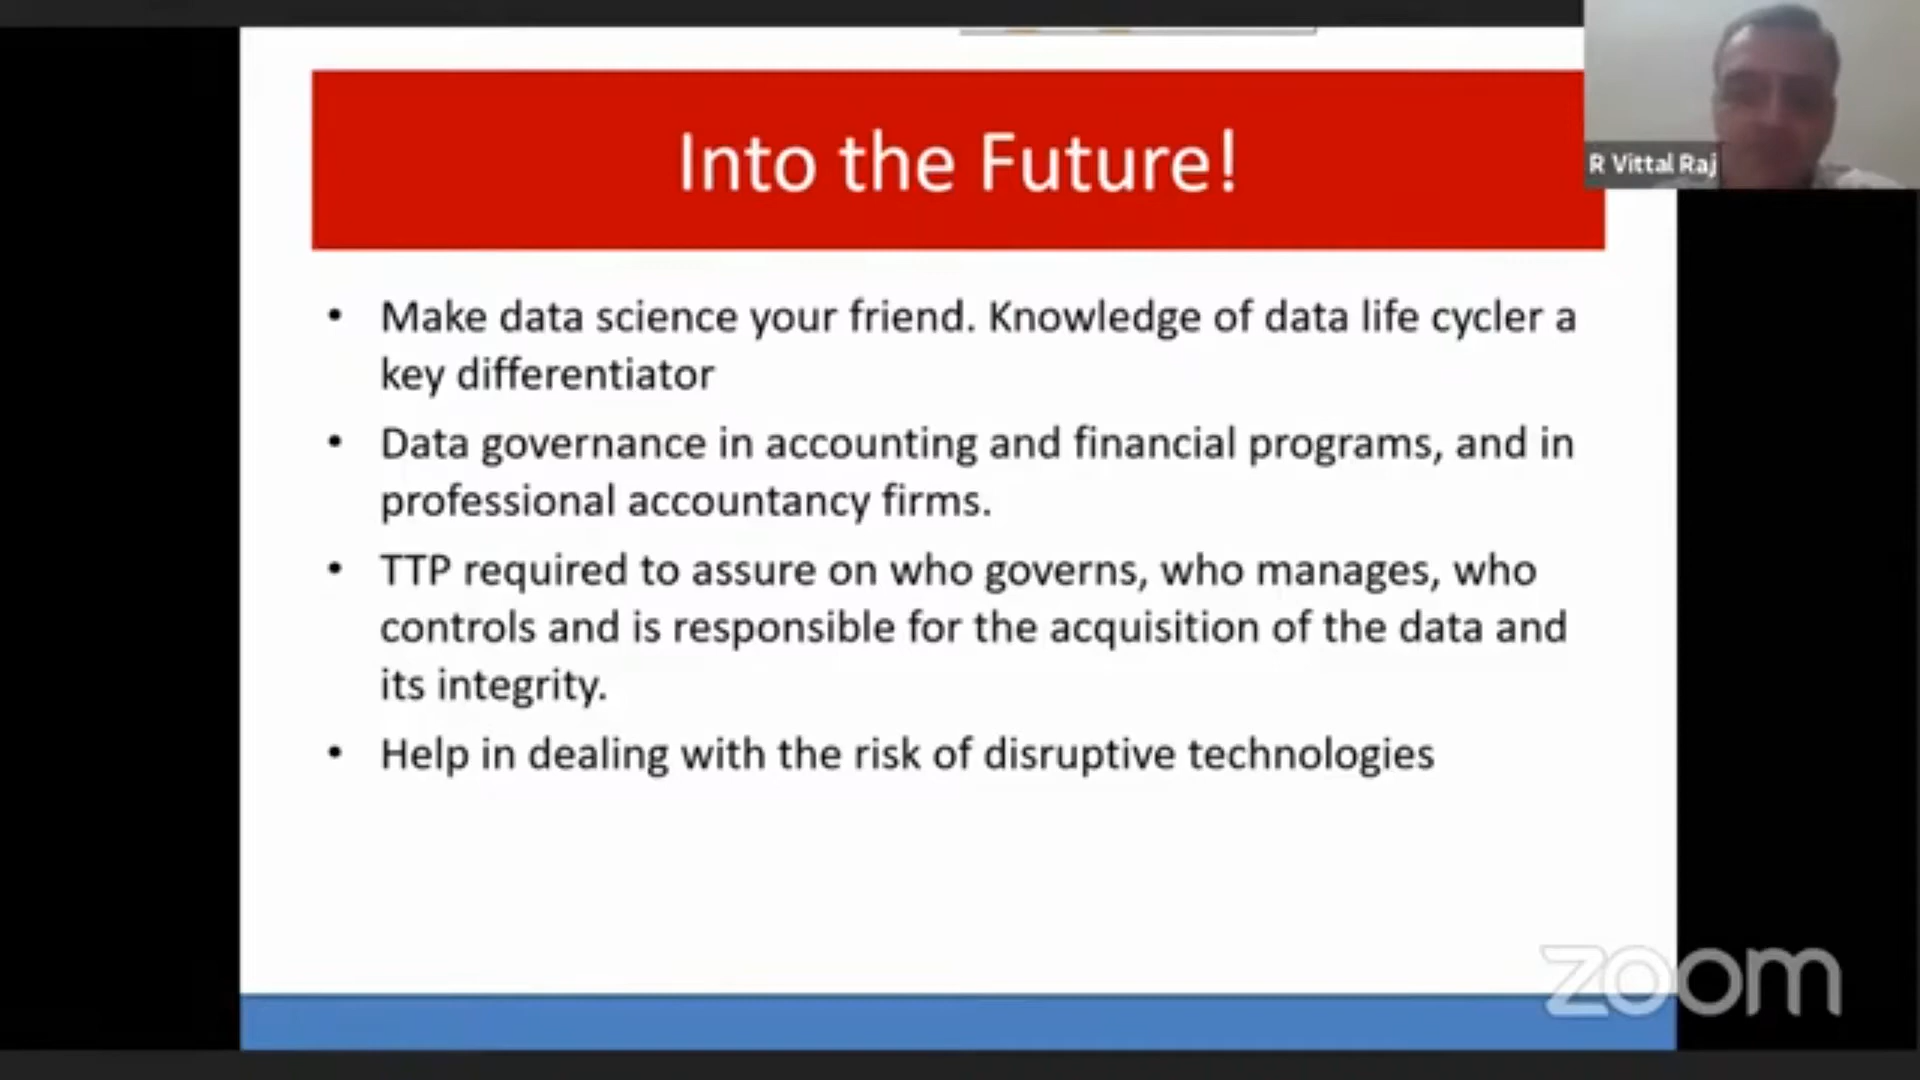 Into the Future!
R Vittal Raj
• Make data science your friend. Knowledge of data life cycler a
key differentiator
• Data governance in accounting and financial programs, and in
professional accountancy firms.
• TTP required to assure on who governs, who manages, who
controls and is responsible for the acquisition of the data and
its integrity.
• Help in dealing with the risk of disruptive technologies
zoom